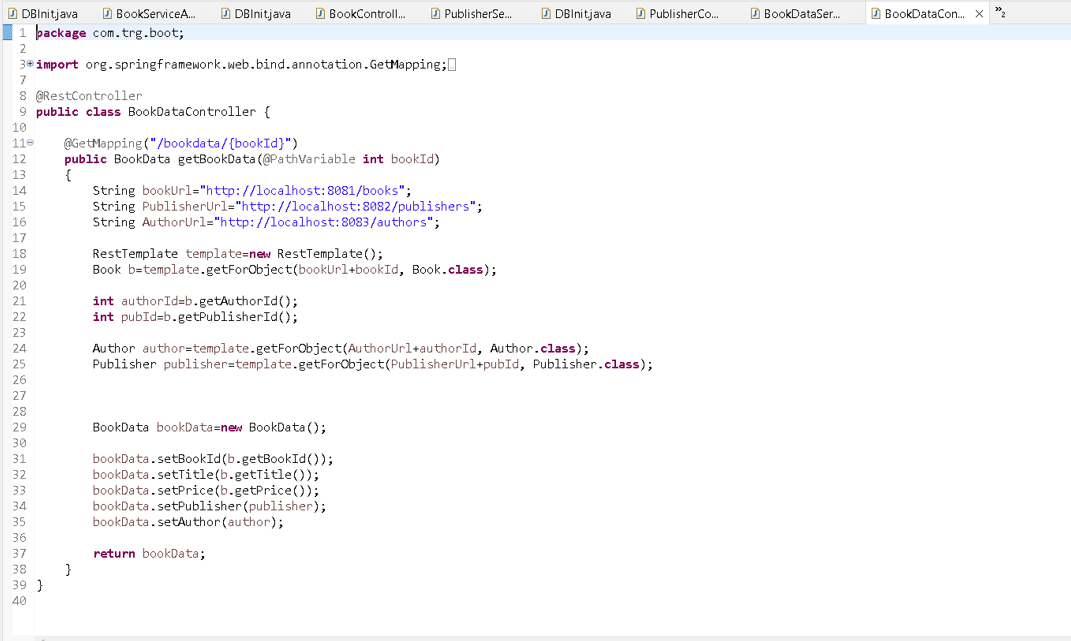 DBInit.java BookServiceA... DBInit.java BookControll... PublisherSe... DBInit.java PublisherCo... BookDataSer... BookDataCon... »2
1 package com.trg.boot;
2
3 import org.springframework.web.bind.annotation.GetMapping;
7
8 @RestController
9 public class BookDataController {
10
11 @GetMapping("/bookdata/{bookId}")
12 public BookData getBookData(@PathVariable int bookId)
13 {
14 String bookUrl="http://localhost:8081/books";
15 String PublisherUrl="http://localhost:8082/publishers";
16 String AuthorUrl="http://localhost:8083/authors";
17
18 RestTemplate template=new RestTemplate();
19 Book b=template.getForObject(bookUrl+bookId, Book.class);
20
21 int authorId=b.getAuthorId();
22 int pubId=b.getPublisherId();
23
24 Author author=template.getForObject(AuthorUrl+authorId, Author.class);
25 Publisher publisher=template.getForObject(PublisherUrl+pubId, Publisher.class);
26
27
28
29 BookData bookData=new BookData();
30
31 bookData.setBookId(b.getBookId());
32 bookData.setTitle(b.getTitle());
33 bookData.setPrice(b.getPrice());
34 bookData.setPublisher(publisher);
35 bookData.setAuthor(author);
36
37 return bookData;
38 }
39 }
40